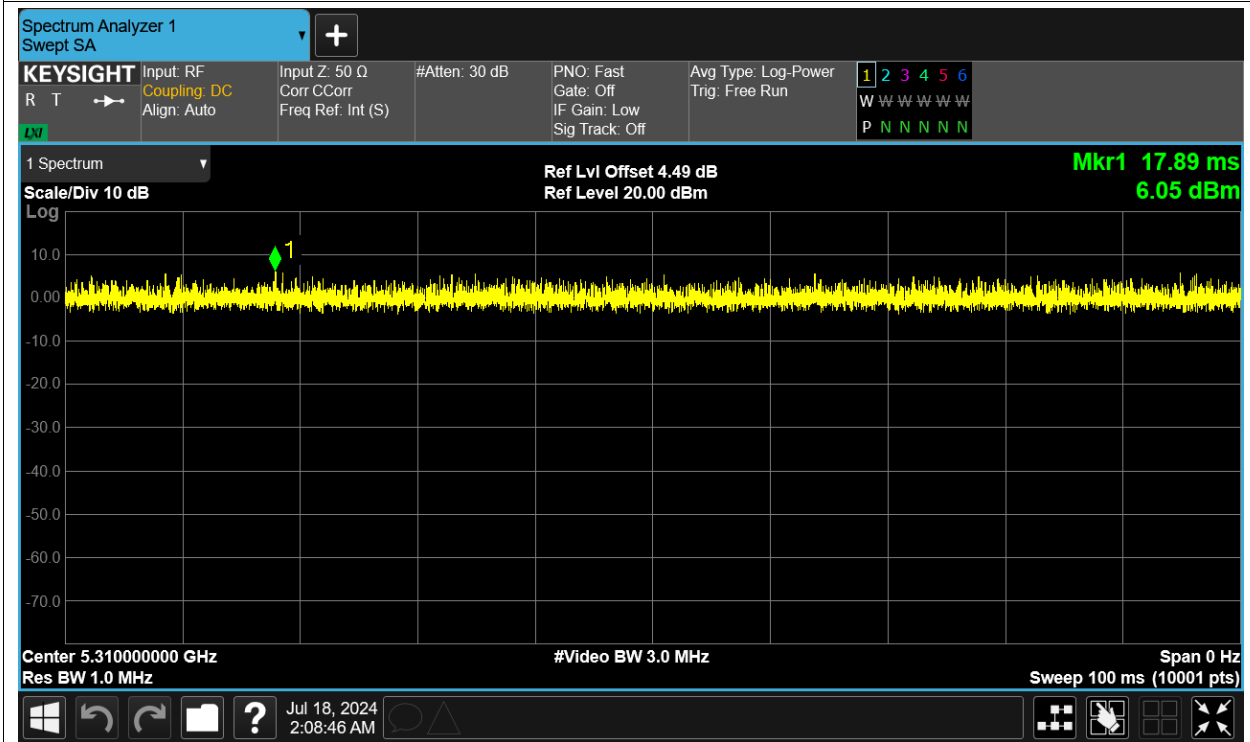 Spectrum Analyzer 1
Swept SA
+
KEYSIGHT
R T
LXI
Input: RF
Coupling: DC
Align: Auto
Input Z: 50 Ω
Corr CCorr
Freq Ref: Int (S)
#Atten: 30 dB
PNO: Fast
Gate: Off
IF Gain: Low
Sig Track: Off
Avg Type: Log-Power
Trig: Free Run
1 2 3 4 5 6
W W W W W W
P N N N N N
1 Spectrum
Scale/Div 10 dB
Log
Ref Lvl Offset 4.49 dB
Ref Level 20.00 dBm
Mkr1 17.89 ms
6.05 dBm
1
10.0
0.00
-10.0
-20.0
-30.0
-40.0
-50.0
-60.0
-70.0
Center 5.310000000 GHz
Res BW 1.0 MHz
#Video BW 3.0 MHz
Span 0 Hz
Sweep 100 ms (10001 pts)
?
Jul 18, 2024
2:08:46 AM